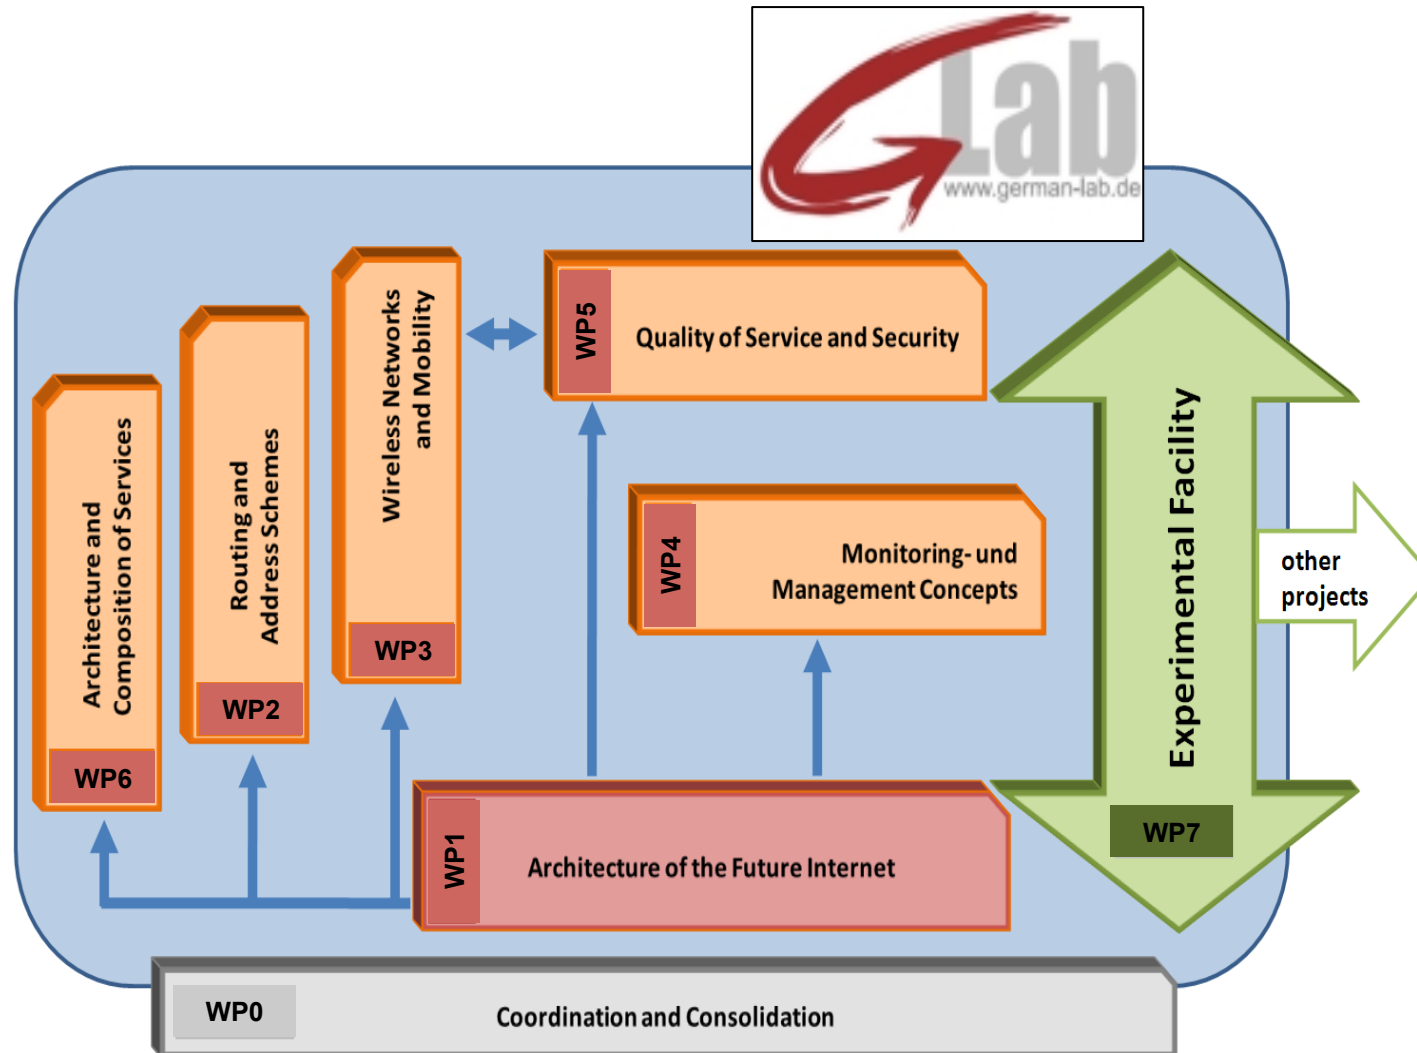 Lab
www.german-lab.de
WP5
Quality of Service and Security
Wireless Networks
and Mobility
WP3
Routing and
Address Schemes
WP2
Architecture and
Composition of Services
WP6
WP4
Monitoring- und
Management Concepts
Experimental Facility
WP7
other
projects
WP1
Architecture of the Future Internet
WP0
Coordination and Consolidation